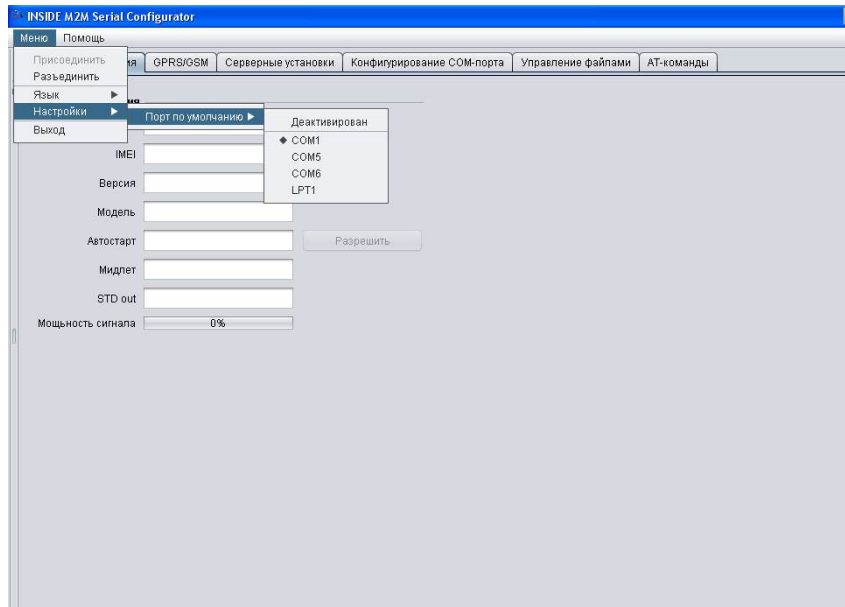 INSIDE M2M Serial Configurator
Меню Помощь
GPRS/GSM Серверные установки Конфигурирование COM-порта Управление файлами AT-команды
Присоединить
Разъединить
Язык
Настройки
Выход
Порт по умолчанию
Деактивирован
COM1
COM5
COM6
LPT1
IMEI
Версия
Модель
Автостарт Разрешить
Мидлет
STD out
Мощьность сигнала 0%